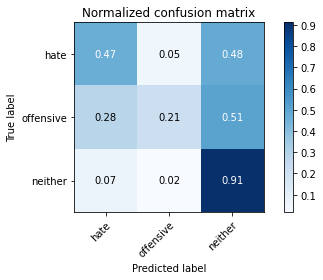 Normalized confusion matrix
True label
hate 0.47 0.05 0.48
offensive 0.28 0.21 0.51
neither 0.07 0.02 0.91
hate offensive neither
Predicted label
0.9
0.8
0.7
0.6
0.5
0.4
0.3
0.2
0.1